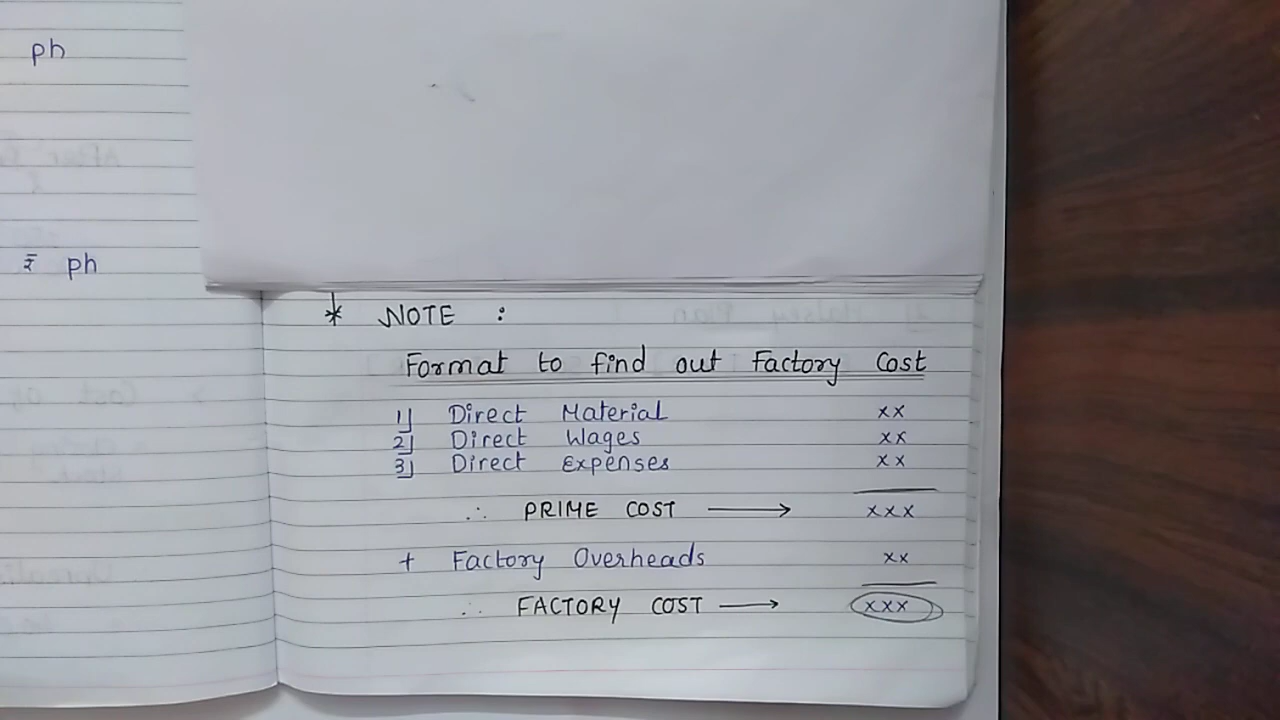 ph
₹ ph
* NOTE :
Format to find out Factory Cost
1] Direct Material xx
2] Direct Wages xx
3] Direct Expenses xx
∴ PRIME COST ⟶ xxx
+ Factory Overheads xx
∴ FACTORY COST ⟶ xxx